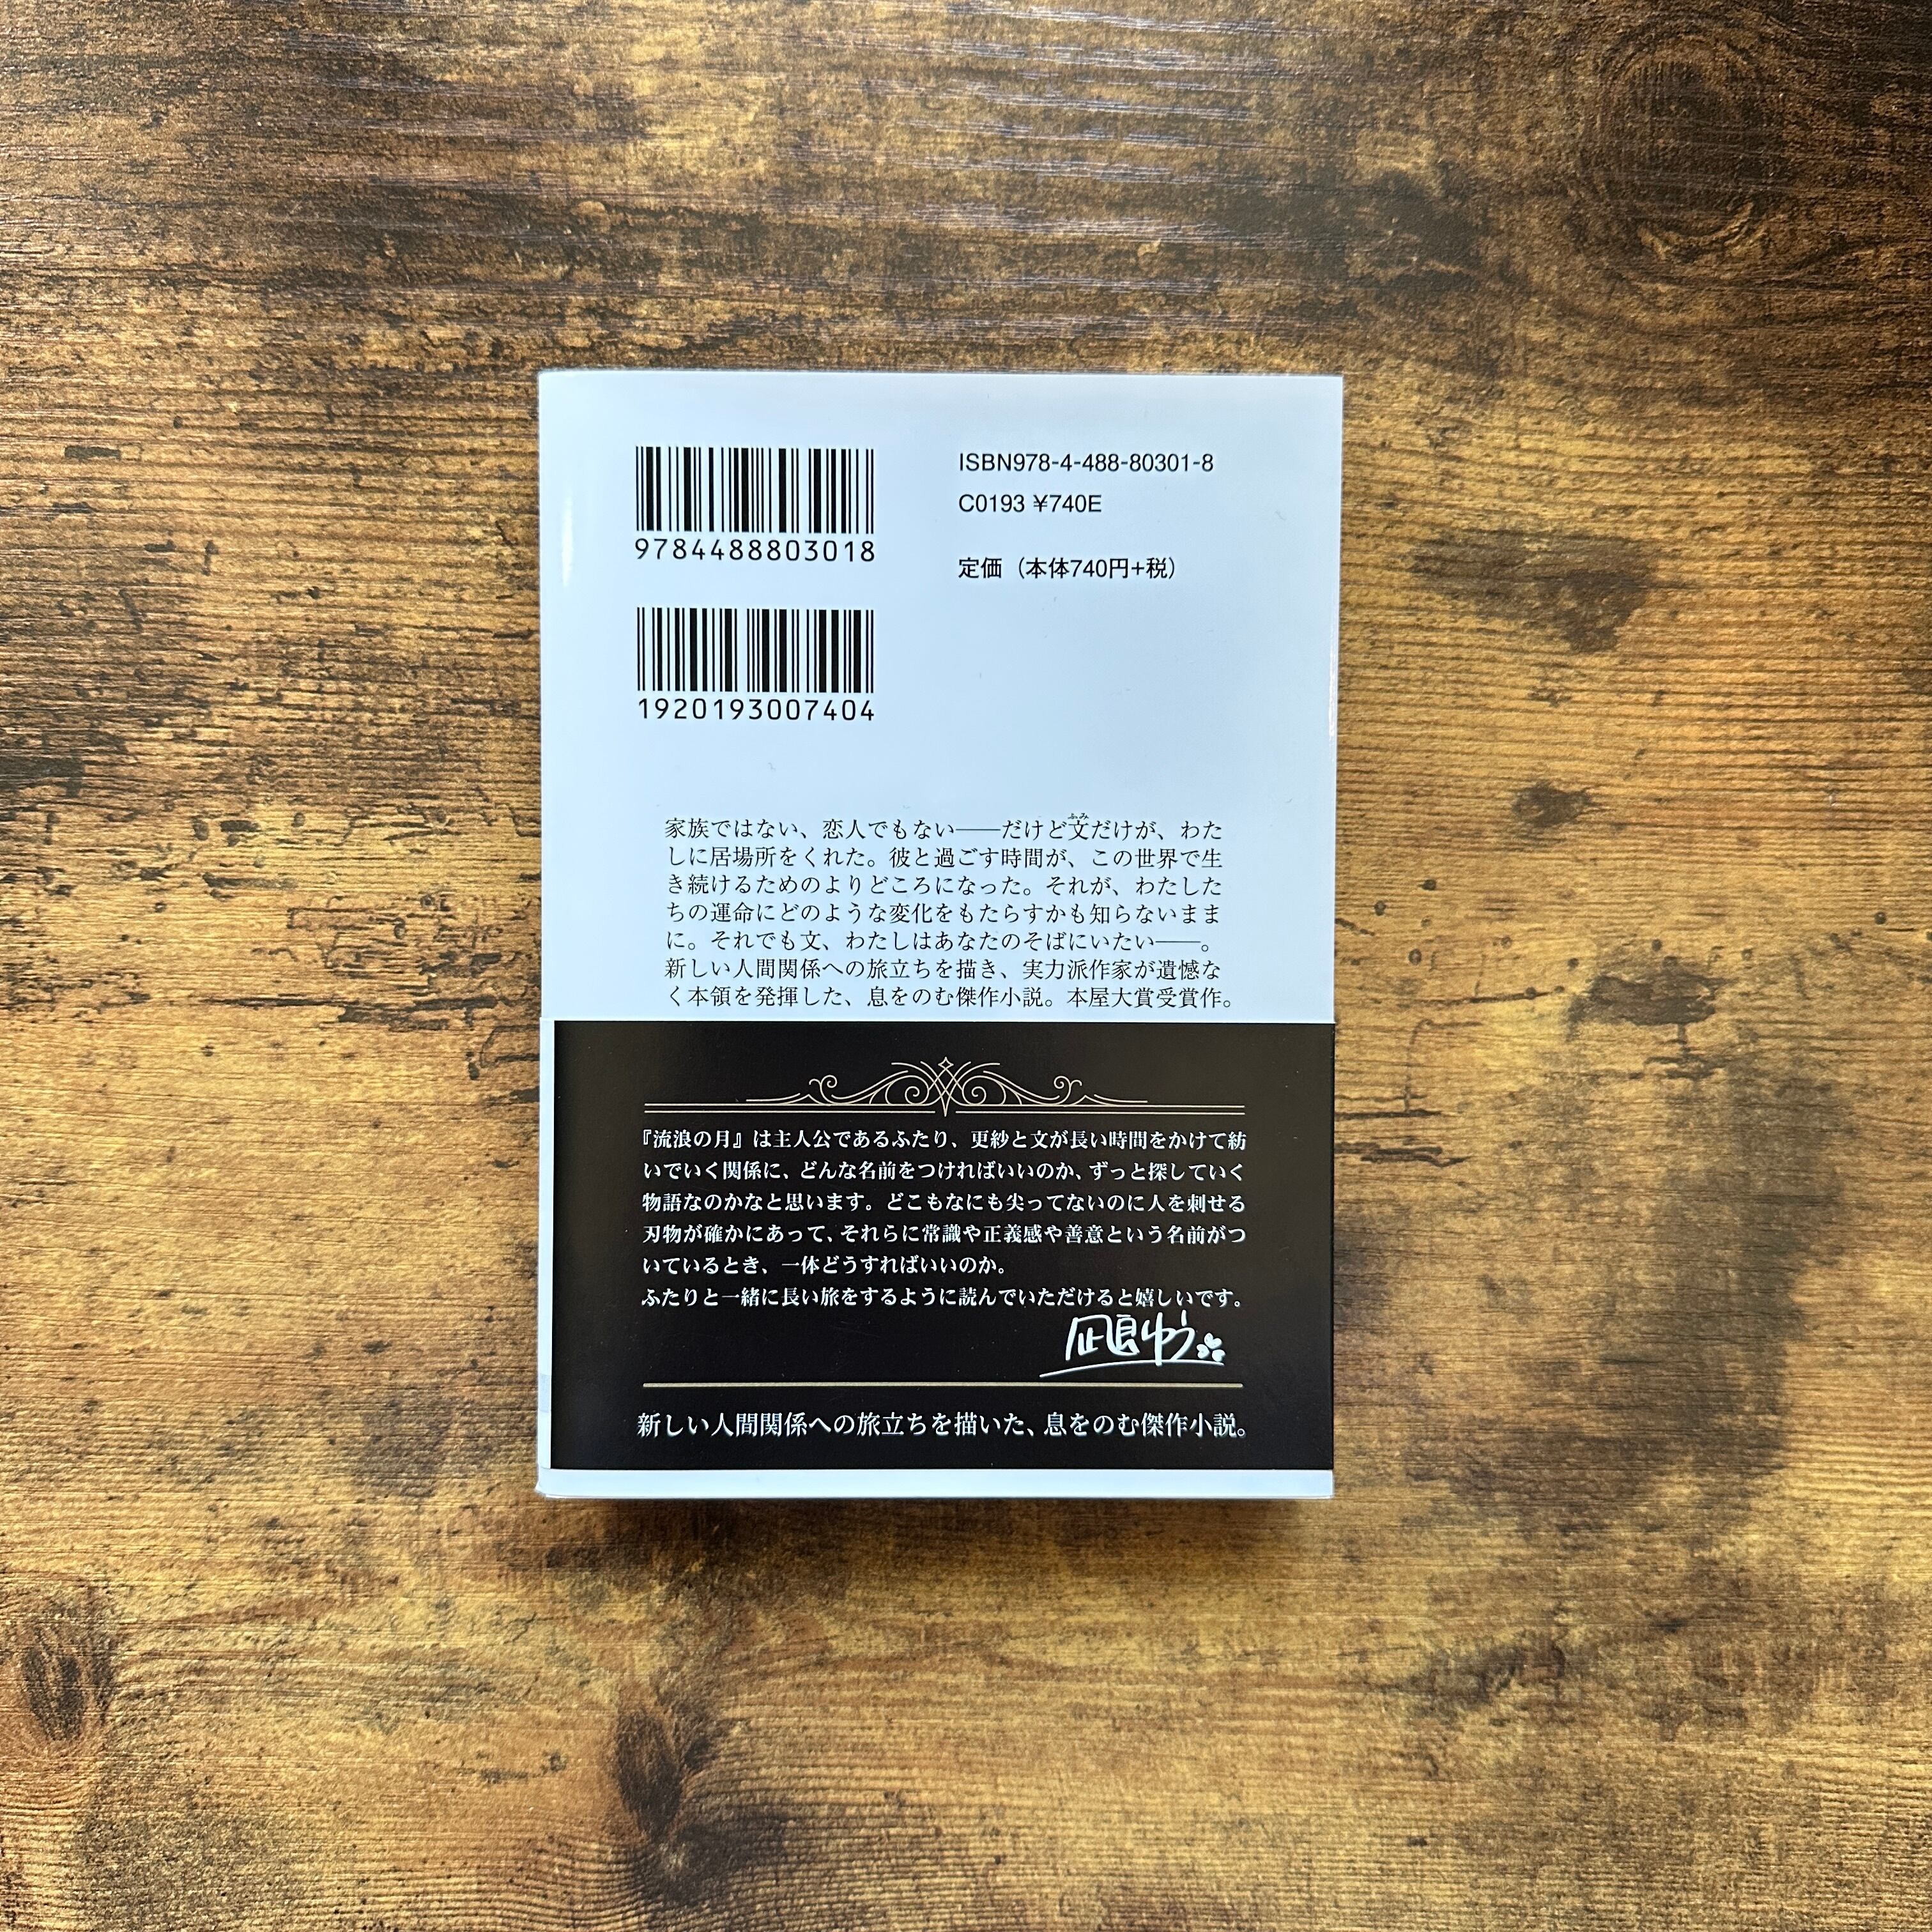 9784488803018
ISBN978-4-488-80301-8
C0193 ¥740E
定価（本体740円+税）
1920193007404
家族ではない、恋人でもない――だけど文だけが、わた
ふみ
しに居場所をくれた。彼と過ごす時間が、この世界で生
き続けるためのよりどころになった。それが、わたした
ちの運命にどのような変化をもたらすかも知らないまま
に。それでも文、わたしはあなたのそばにいたい――。
新しい人間関係への旅立ちを描き、実力派作家が遺憾な
く本領を発揮した、息をのむ傑作小説。本屋大賞受賞作。
『流浪の月』は主人公であるふたり、更紗と文が長い時間をかけて紡
いでいく関係に、どんな名前をつければいいのか、ずっと探していく
物語なのかなと思います。どこもなにも尖ってないのに人を刺せる
刃物が確かにあって、それらに常識や正義感や善意という名前がつ
いているとき、一体どうすればいいのか。
ふたりと一緒に長い旅をするように読んでいただけると嬉しいです。
凪良ゆう
新しい人間関係への旅立ちを描いた、息をのむ傑作小説。